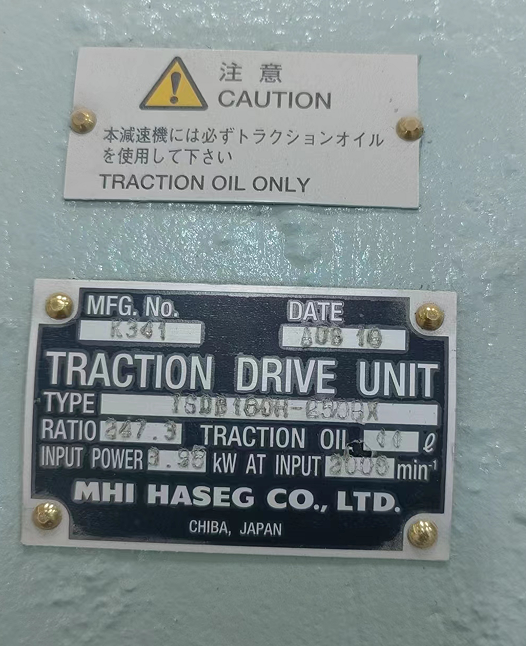 注意
CAUTION
本減速機には必ずトラクションオイル
を使用して下さい
TRACTION OIL ONLY
MFG. No. DATE
K341
TRACTION DRIVE UNIT
TYPE
RATIO 347.3 TRACTION OIL ℓ
INPUT POWER kW AT INPUT min⁻¹
MHI HASEG CO., LTD.
CHIBA, JAPAN